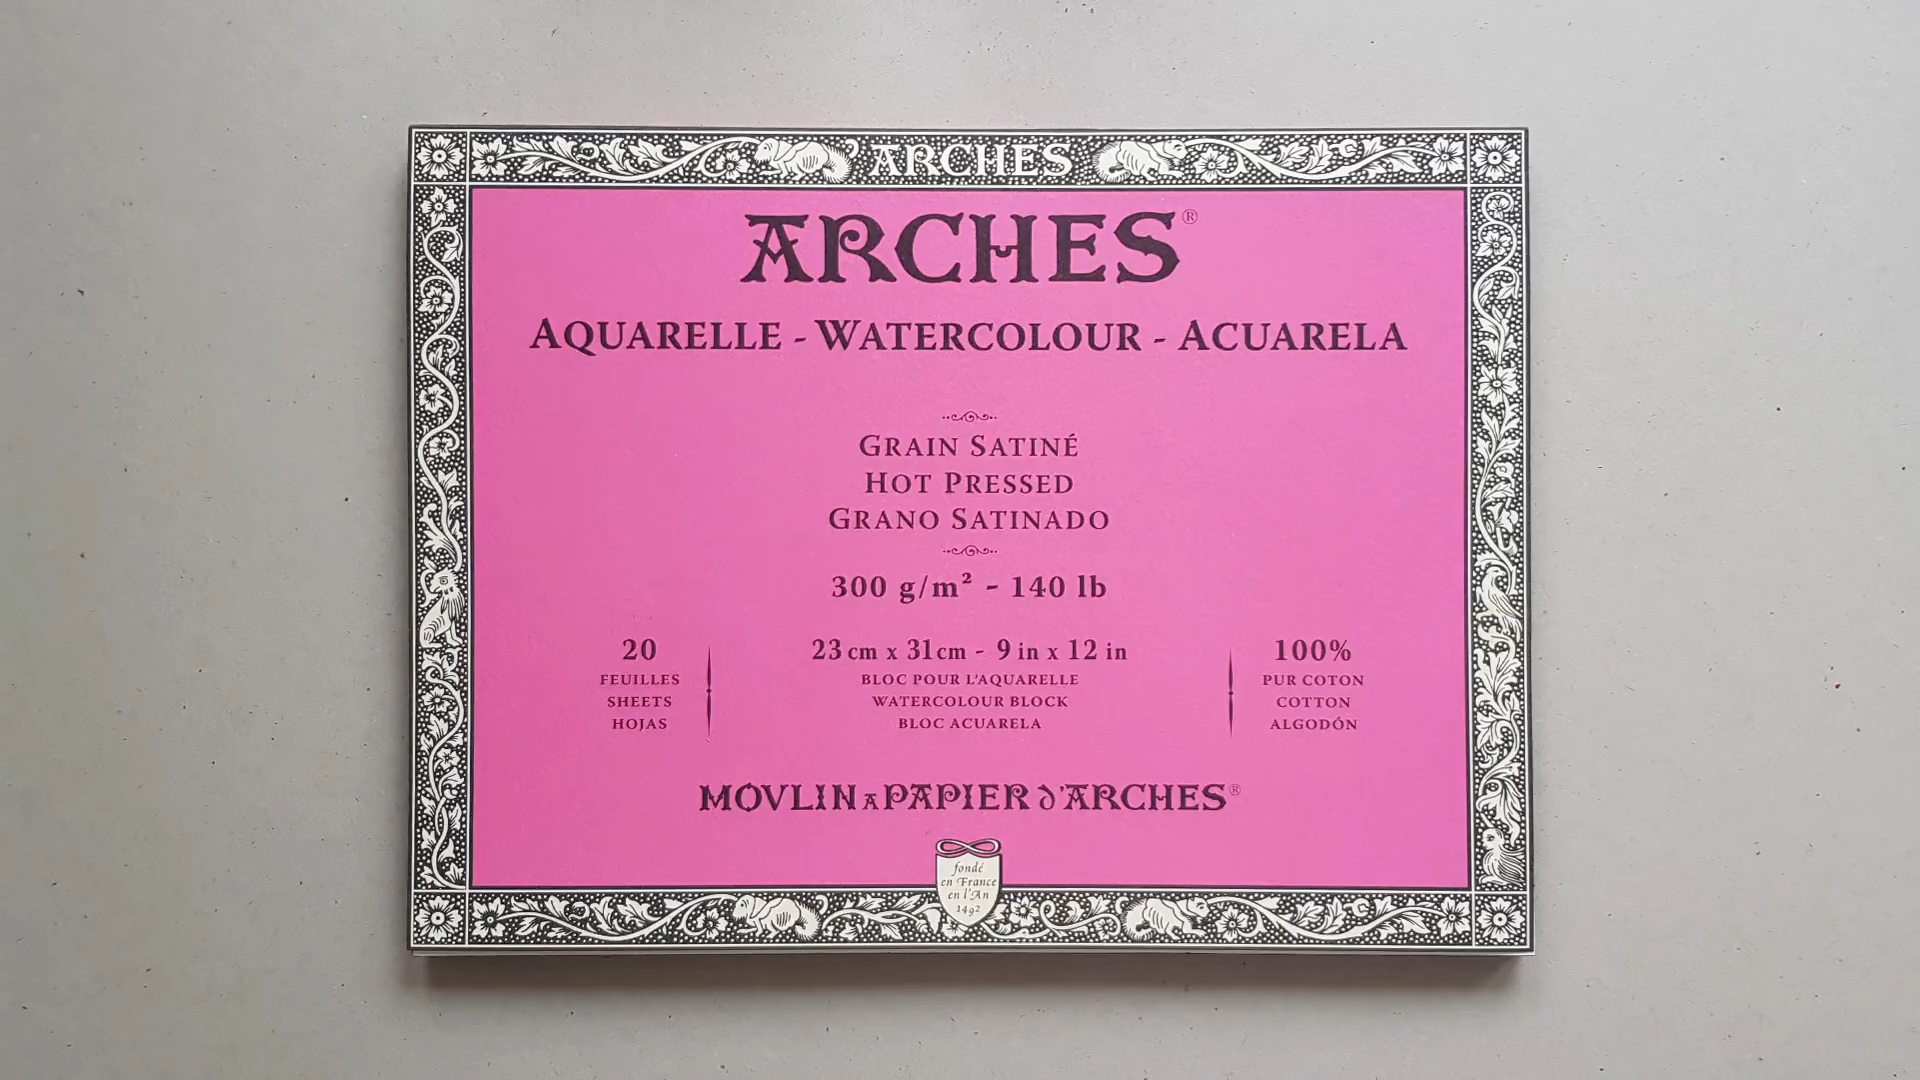 ARCHES
ARCHES®
AQUARELLE - WATERCOLOUR - ACUARELA
GRAIN SATINÉ
HOT PRESSED
GRANO SATINADO
300 g/m² - 140 lb
20
FEUILLES
SHEETS
HOJAS
23 cm x 31 cm - 9 in x 12 in
BLOC POUR L'AQUARELLE
WATERCOLOUR BLOCK
BLOC ACUARELA
100%
PUR COTON
COTTON
ALGODÓN
MOVLIN A PAPIER d'ARCHES®
fondé
en France
en l'An
1492